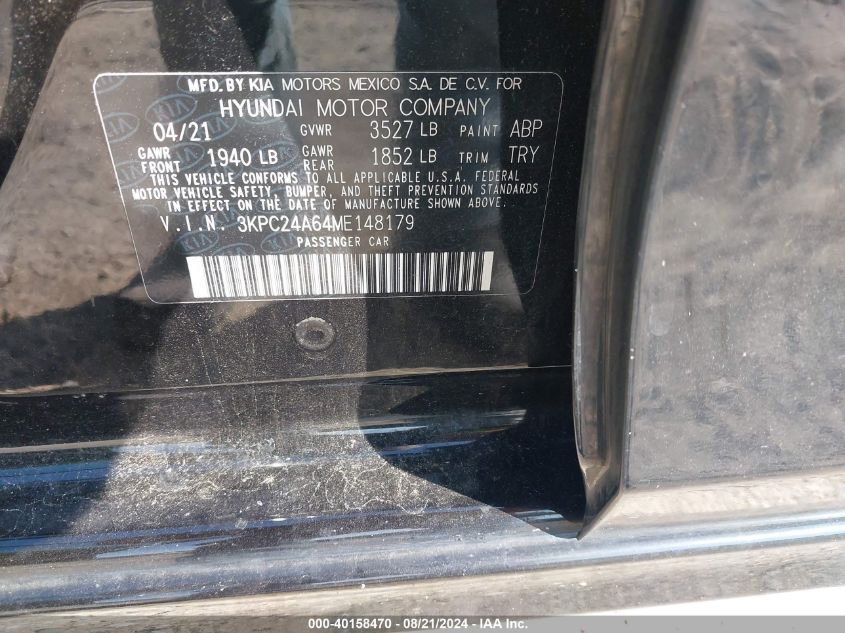 MFD. BY KIA MOTORS MEXICO S.A. DE C.V. FOR
HYUNDAI MOTOR COMPANY
04/21 GVWR 3527 LB PAINT ABP
GAWR FRONT 1940 LB GAWR REAR 1852 LB TRIM TRY
THIS VEHICLE CONFORMS TO ALL APPLICABLE U.S.A. FEDERAL
MOTOR VEHICLE SAFETY, BUMPER, AND THEFT PREVENTION STANDARDS
IN EFFECT ON THE DATE OF MANUFACTURE SHOWN ABOVE.
V.I.N. 3KPC24A64ME148179
PASSENGER CAR
000-40158470 - 08/21/2024 - IAA Inc.